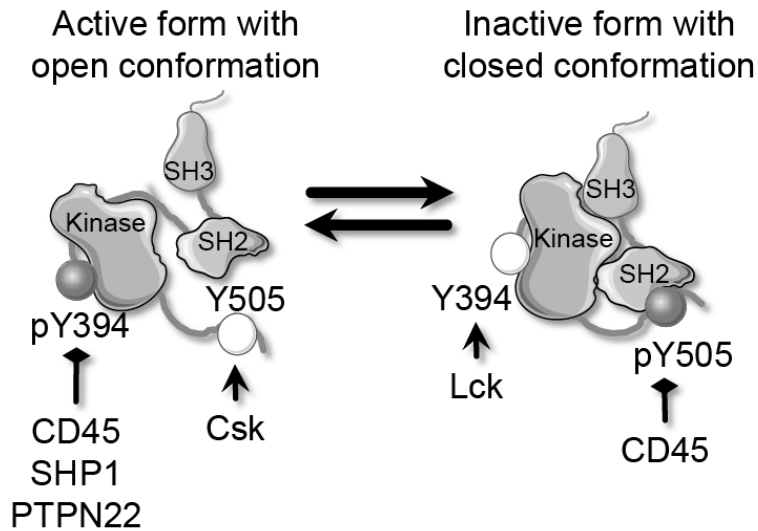 Active form with
open conformation
Inactive form with
closed conformation
SH3
Kinase
SH2
Y505
pY394
CD45
SHP1
PTPN22
Csk
SH3
Kinase
SH2
Y394
pY505
Lck
CD45